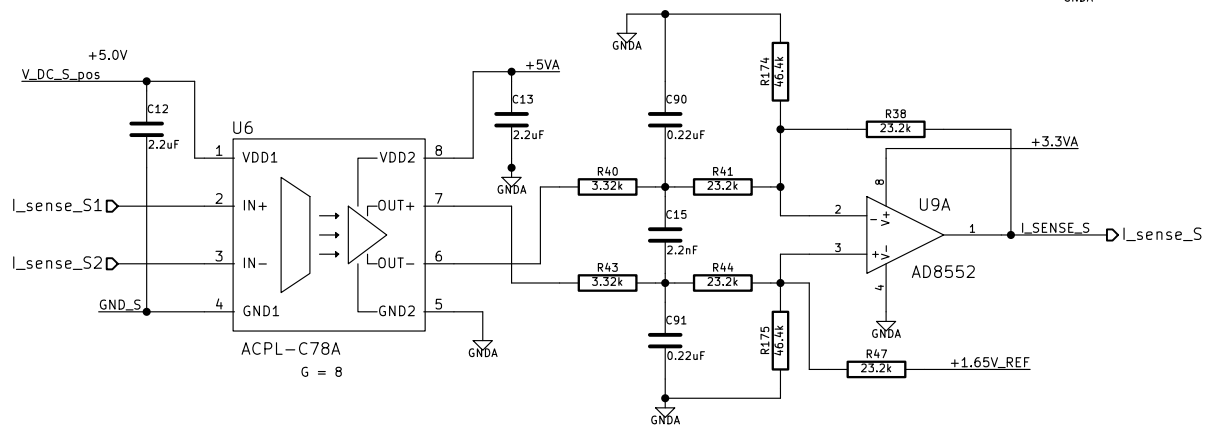 GNDA
+5.0V
V_DC_S_pos
C12
2.2uF
U6
1
VDD1
VDD2
8
+5VA
C13
2.2uF
GNDA
I_sense_S1
2
IN+
OUT+
7
I_sense_S2
3
IN-
OUT-
6
GND_S
4
GND1
GND2
5
GNDA
ACPL-C78A
G = 8
GNDA
C90
0.22uF
R174
46.4k
R38
23.2k
+3.3VA
R40
3.32k
R41
23.2k
C15
2.2nF
R43
3.32k
R44
23.2k
C91
0.22uF
GNDA
R175
46.4k
R47
23.2k
+1.65V_REF
2
3
8
V+
-
+
V-
4
GNDA
U9A
1
AD8552
I_SENSE_S
I_sense_S